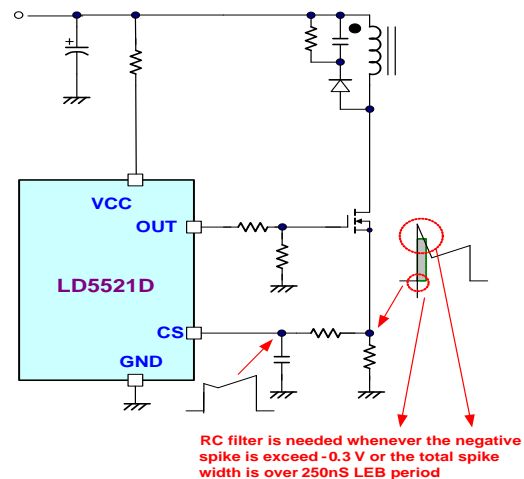 +
VCC
OUT
LD5521D
CS
GND
RC filter is needed whenever the negative
spike is exceed -0.3 V or the total spike
width is over 250nS LEB period